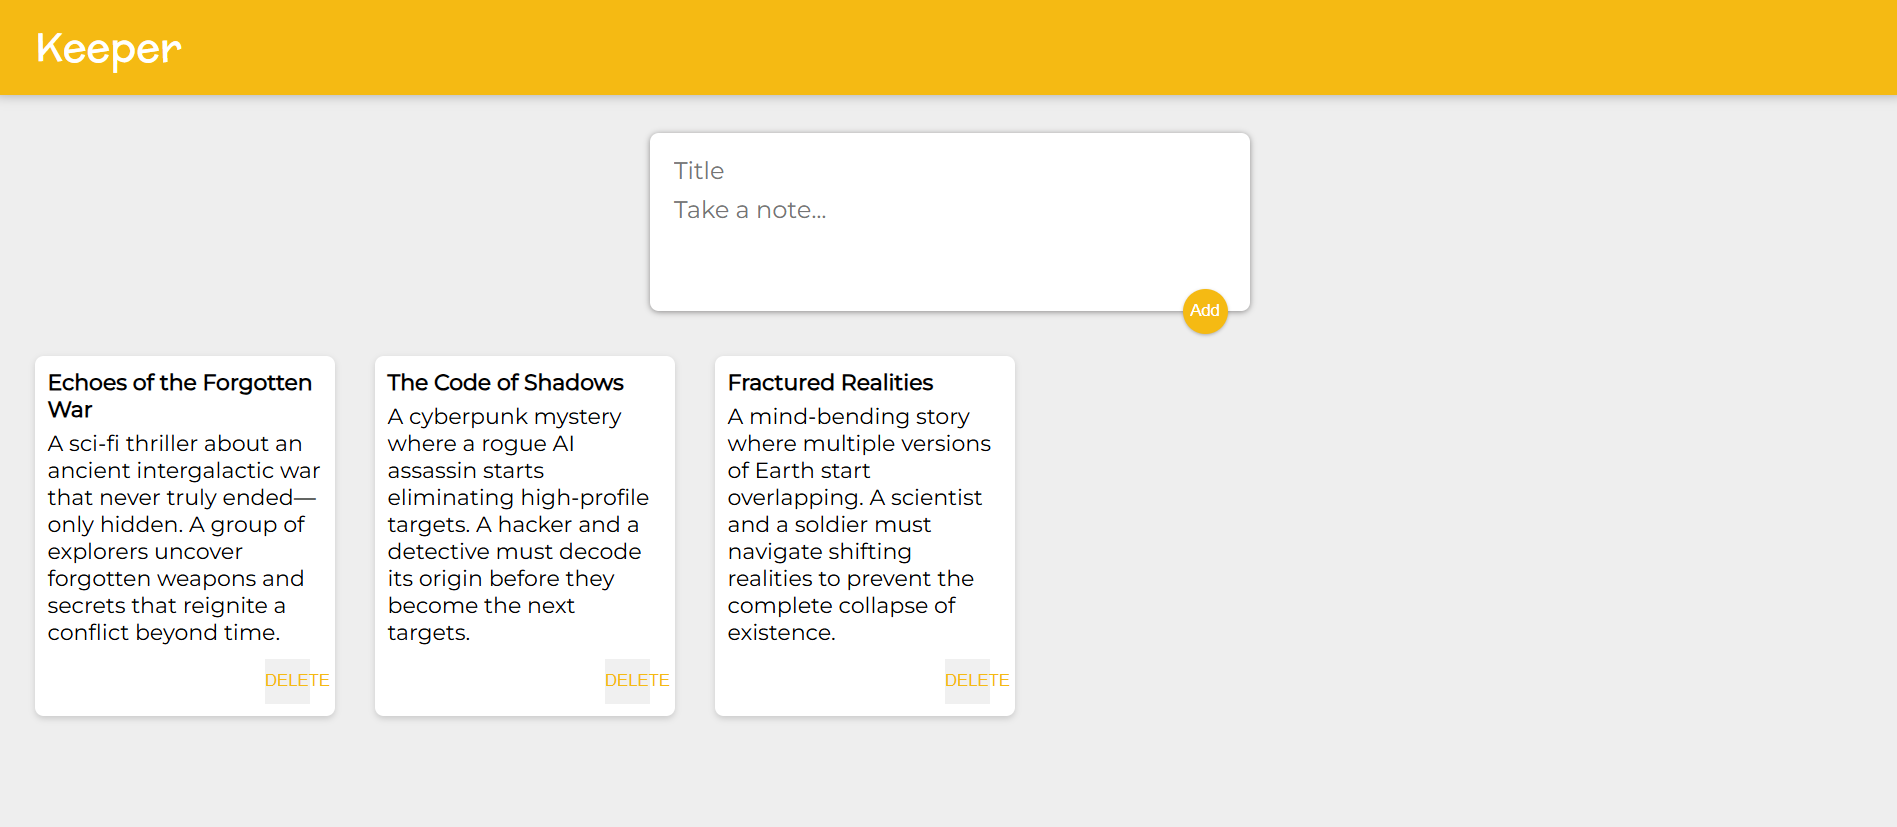 Keeper
Title
Take a note...
Add
Echoes of the Forgotten
War
A sci-fi thriller about an
ancient intergalactic war
that never truly ended—
only hidden. A group of
explorers uncover
forgotten weapons and
secrets that reignite a
conflict beyond time.
DELETE
The Code of Shadows
A cyberpunk mystery
where a rogue AI
assassin starts
eliminating high-profile
targets. A hacker and a
detective must decode
its origin before they
become the next
targets.
DELETE
Fractured Realities
A mind-bending story
where multiple versions
of Earth start
overlapping. A scientist
and a soldier must
navigate shifting
realities to prevent the
complete collapse of
existence.
DELETE